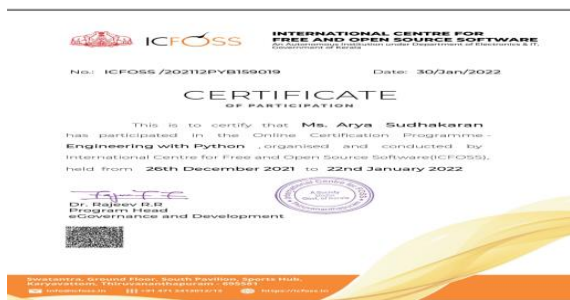 ICFOSS
INTERNATIONAL CENTRE FOR
FREE AND OPEN SOURCE SOFTWARE
An Autonomous Institution under Department of Electronics & IT,
Government of Kerala
No.: ICFOSS /202112PYB159019 Date: 30/Jan/2022
CERTIFICATE
OF PARTICIPATION
This is to certify that Ms. Arya Sudhakaran
has participated in the Online Certification Programme -
Engineering with Python , organised and conducted by
International Centre for Free and Open Source Software(ICFOSS),
held from 26th December 2021 to 22nd January 2022
Dr. Rajeev R.R
Program Head
eGovernance and Development
Swatantra, Ground Floor, South Pavilion, Sports Hub,
Karyavattom, Thiruvananthapuram - 695581
info@icfoss.in
https://icfoss.in